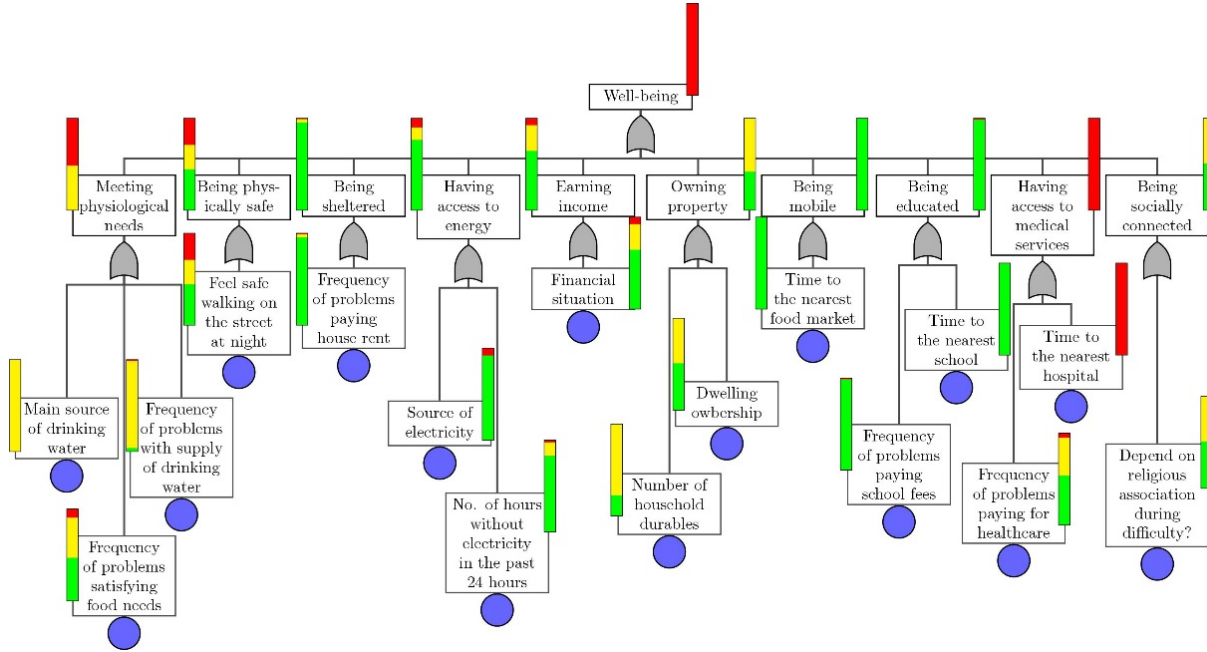 Well-being
Meeting
physiological
needs
Being phys-
ically safe
Being
sheltered
Having
access to
energy
Earning
income
Owning
property
Being
mobile
Being
educated
Having
access to
medical
services
Being
socially
connected
Feel safe
walking on
the street
at night
Frequency
of problems
paying
house rent
Financial
situation
Time to
the nearest
food market
Time to
the nearest
school
Time to
the nearest
hospital
Main source
of drinking
water
Frequency
of problems
with supply
of drinking
water
Source of
electricity
Dwelling
owbership
Frequency
of problems
paying
school fees
Frequency
of problems
paying for
healthcare
Depend on
religious
association
during
difficulty?
Number of
household
durables
No. of hours
without
electricity
in the past
24 hours
Frequency
of problems
satisfying
food needs